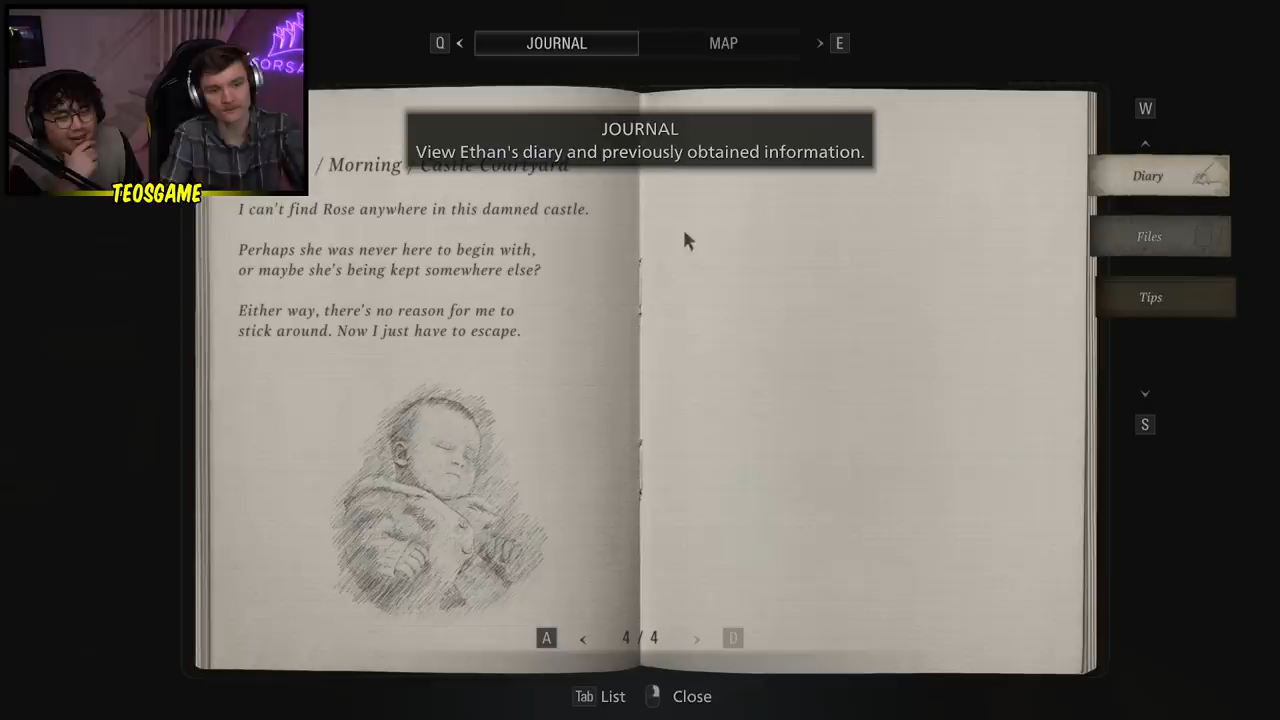 Q < JOURNAL MAP > E
JOURNAL
View Ethan's diary and previously obtained information.
/ Morning / Castle Courtyard
I can't find Rose anywhere in this damned castle.
Perhaps she was never here to begin with,
or maybe she's being kept somewhere else?
Either way, there's no reason for me to
stick around. Now I just have to escape.
W
Diary
Files
Tips
S
A < 4 / 4 > D
Tab List Close
CORSA
TEOSGAME